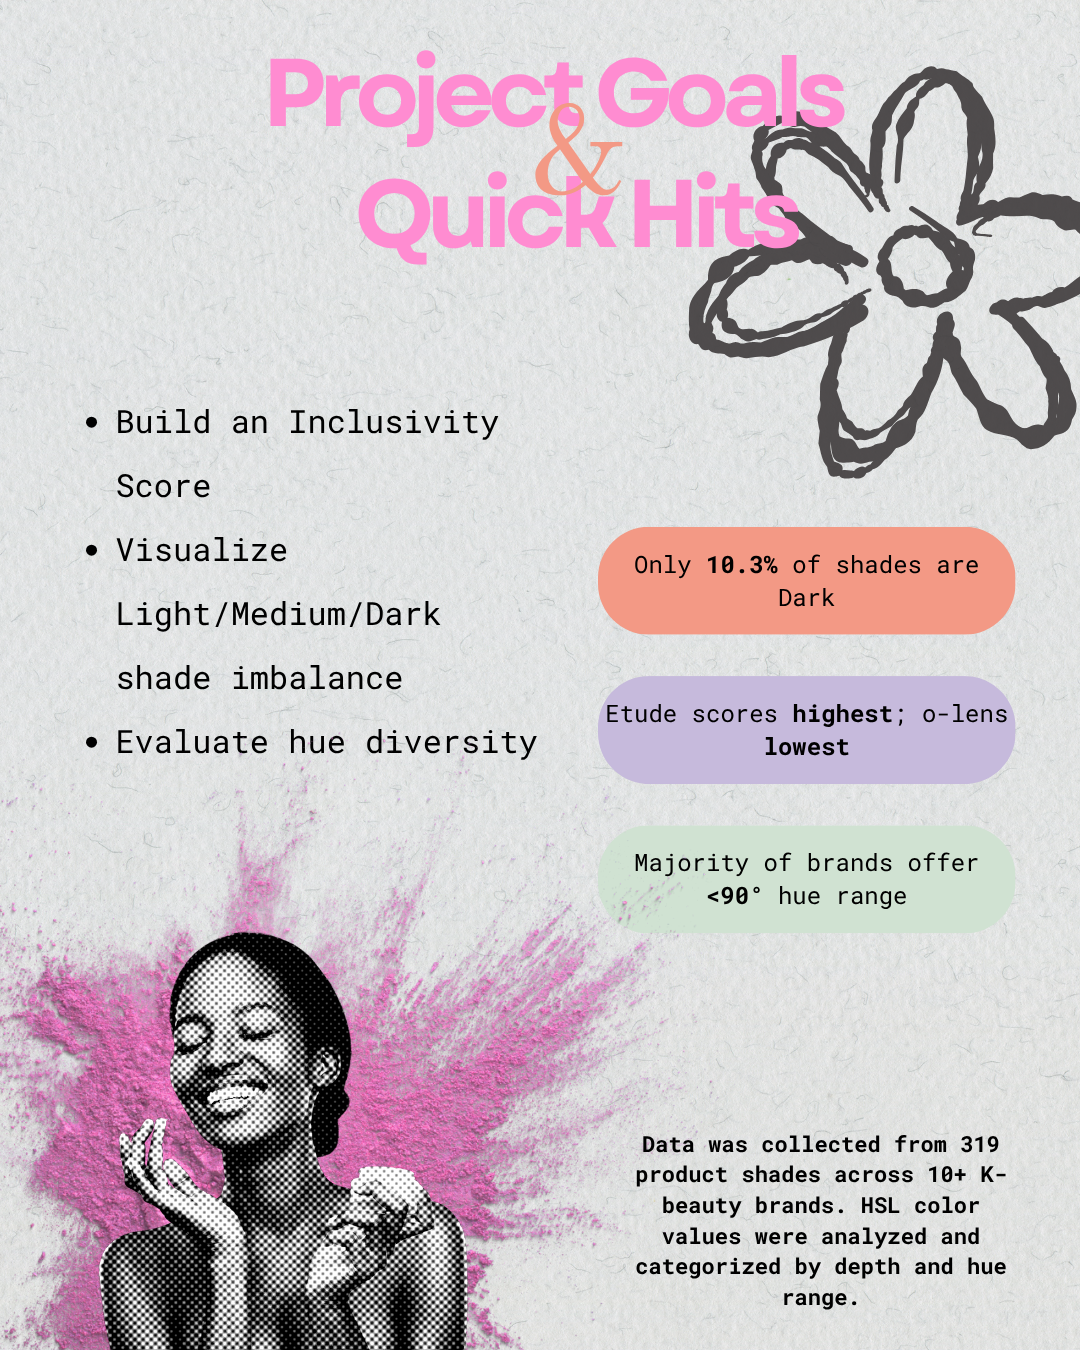 Project Goals
&
Quick Hits
• Build an Inclusivity
Score
• Visualize
Light/Medium/Dark
shade imbalance
• Evaluate hue diversity
Only 10.3% of shades are
Dark
Etude scores highest; o-lens
lowest
Majority of brands offer
<90° hue range
Data was collected from 319
product shades across 10+ K-
beauty brands. HSL color
values were analyzed and
categorized by depth and hue
range.